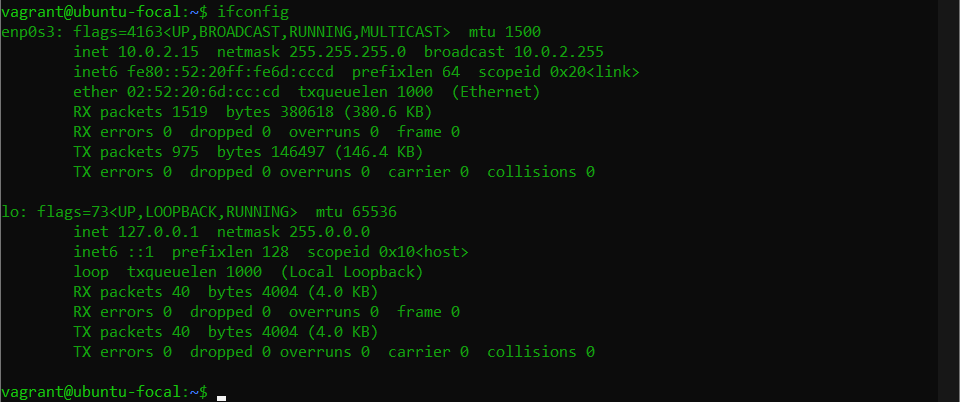 vagrant@ubuntu-focal:~$ ifconfig
enp0s3: flags=4163<UP,BROADCAST,RUNNING,MULTICAST>  mtu 1500
        inet 10.0.2.15  netmask 255.255.255.0  broadcast 10.0.2.255
        inet6 fe80::52:20ff:fe6d:cccd  prefixlen 64  scopeid 0x20<link>
        ether 02:52:20:6d:cc:cd  txqueuelen 1000  (Ethernet)
        RX packets 1519  bytes 380618 (380.6 KB)
        RX errors 0  dropped 0  overruns 0  frame 0
        TX packets 975  bytes 146497 (146.4 KB)
        TX errors 0  dropped 0 overruns 0  carrier 0  collisions 0

lo: flags=73<UP,LOOPBACK,RUNNING>  mtu 65536
        inet 127.0.0.1  netmask 255.0.0.0
        inet6 ::1  prefixlen 128  scopeid 0x10<host>
        loop  txqueuelen 1000  (Local Loopback)
        RX packets 40  bytes 4004 (4.0 KB)
        RX errors 0  dropped 0  overruns 0  frame 0
        TX packets 40  bytes 4004 (4.0 KB)
        TX errors 0  dropped 0 overruns 0  carrier 0  collisions 0

vagrant@ubuntu-focal:~$